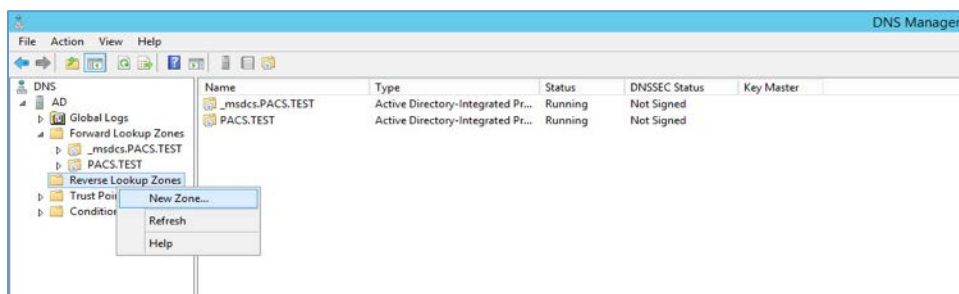 DNS Manager
File Action View Help
DNS
AD
Global Logs
Forward Lookup Zones
_msdcs.PACS.TEST
PACS.TEST
Reverse Lookup Zones
Trust Poi
Condition
New Zone...
Refresh
Help
Name Type Status DNSSEC Status Key Master
_msdcs.PACS.TEST Active Directory-Integrated Pr... Running Not Signed
PACS.TEST Active Directory-Integrated Pr... Running Not Signed